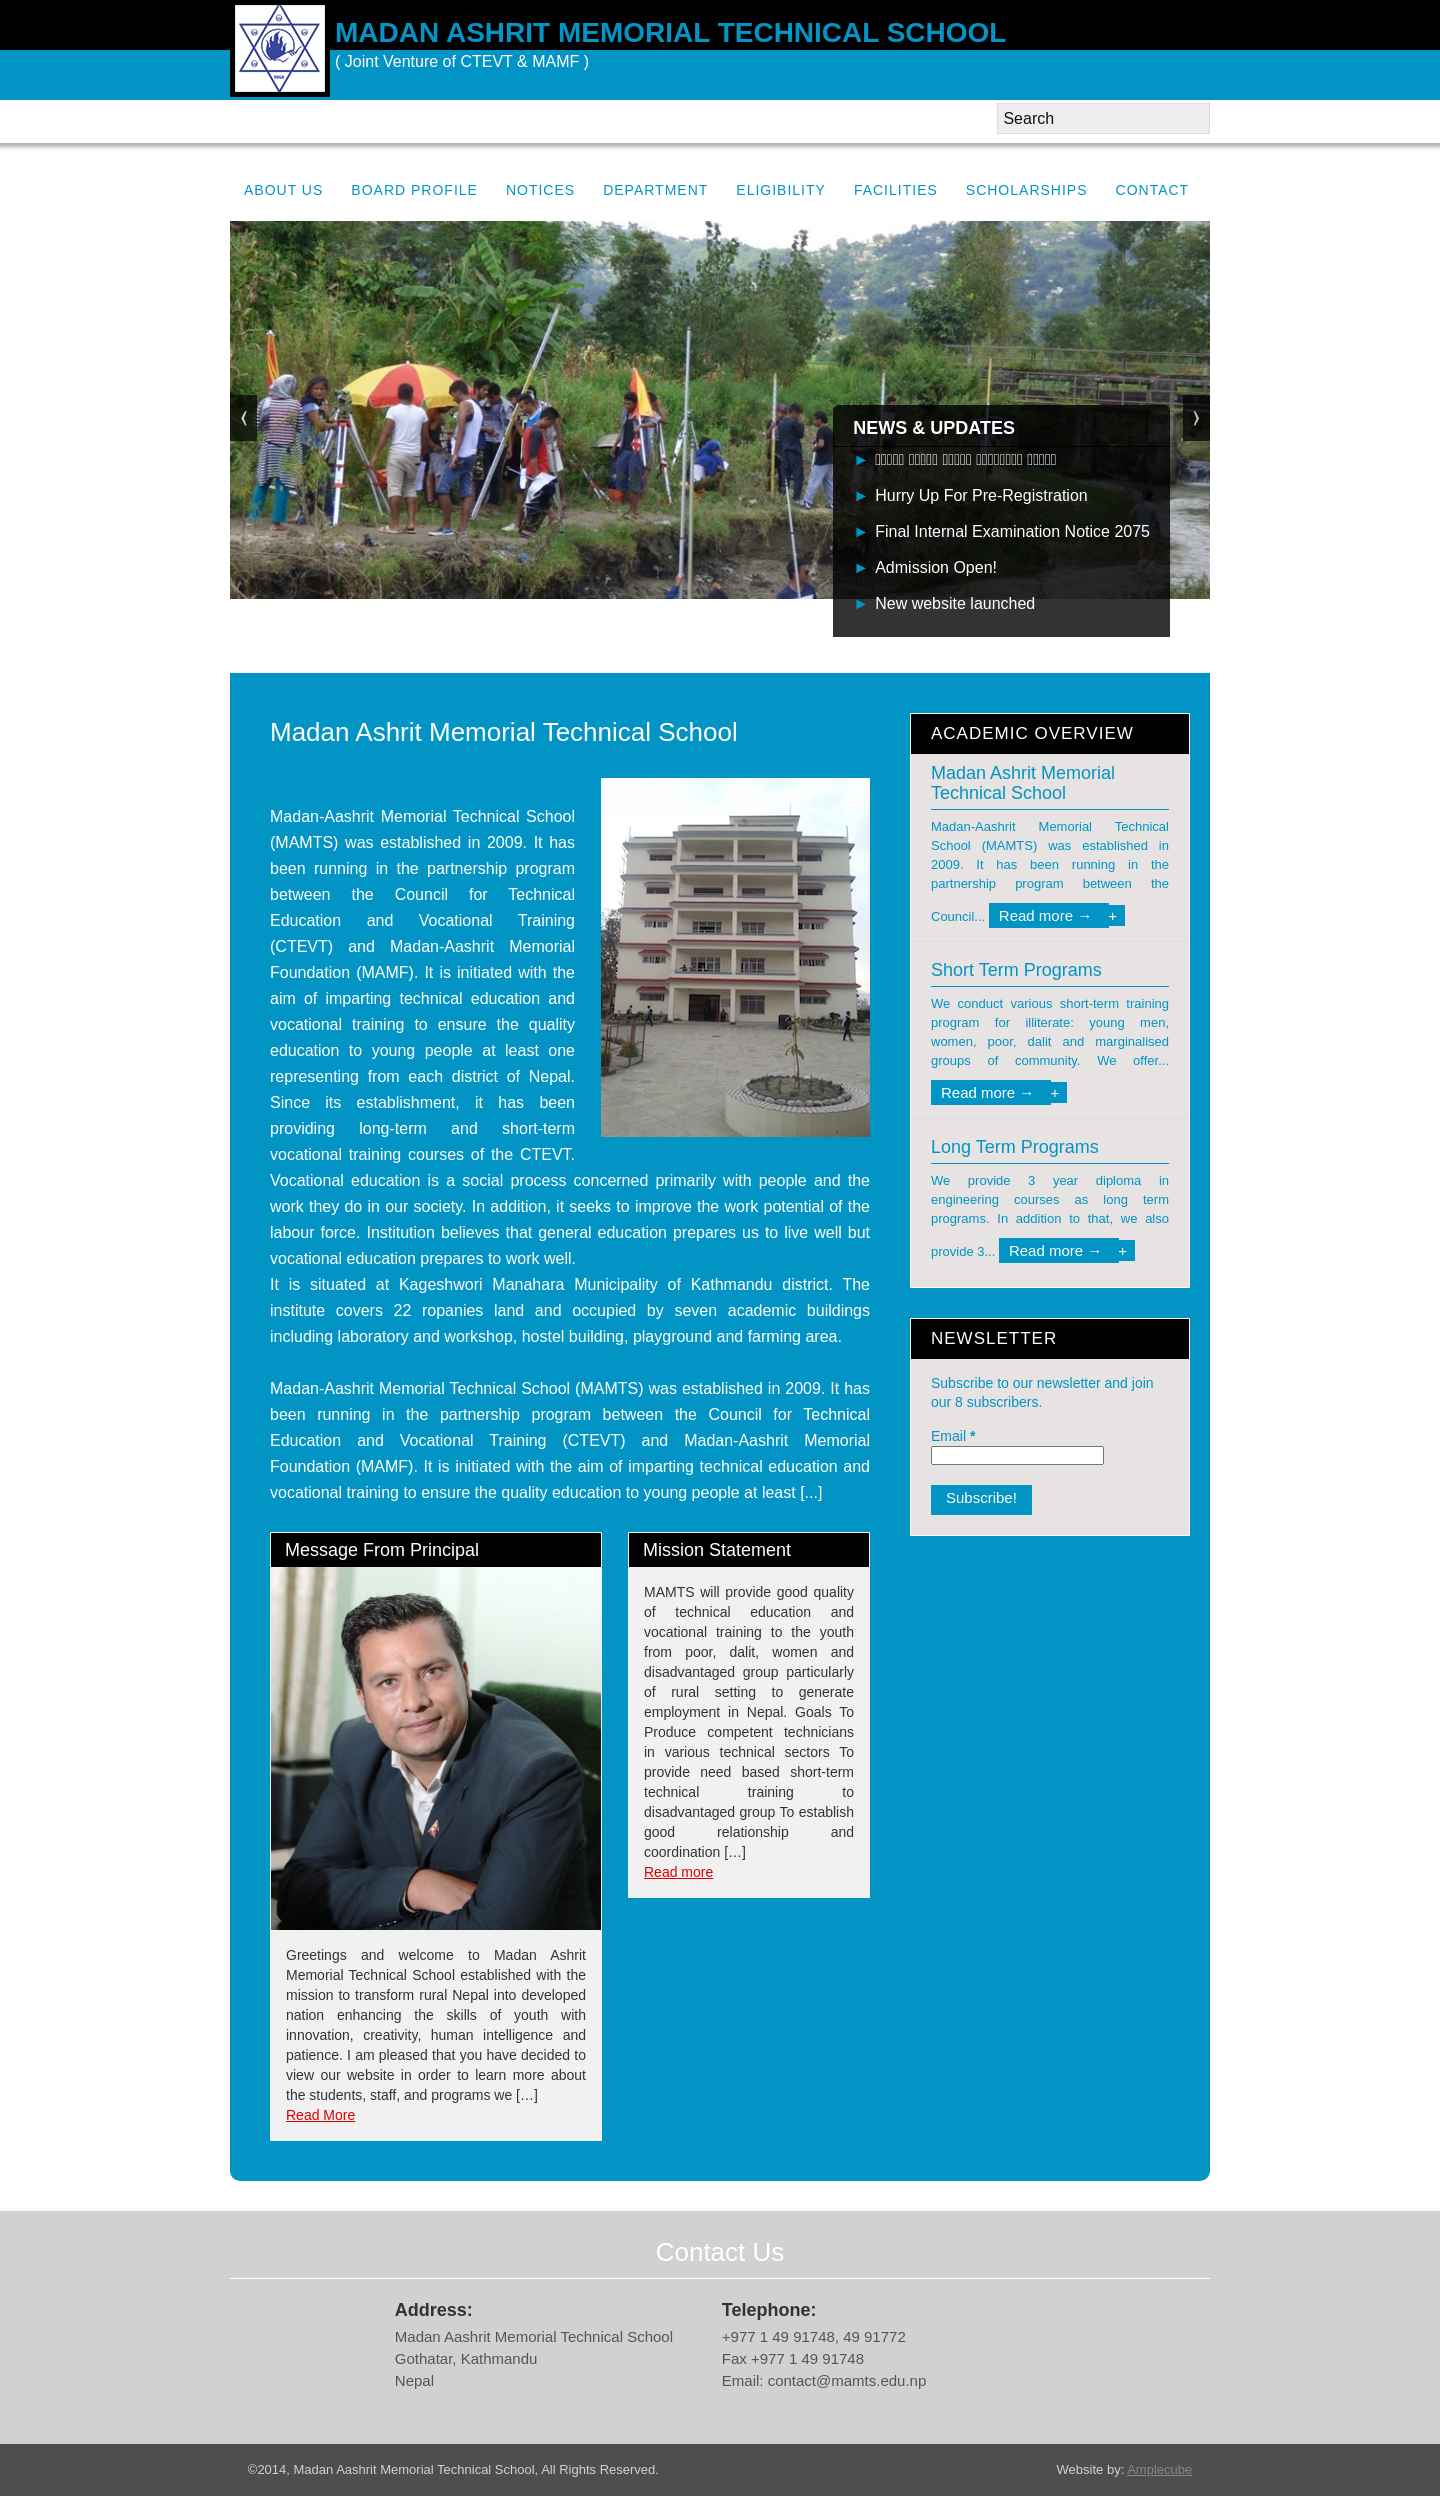 MADAN ASHRIT MEMORIAL TECHNICAL SCHOOL
( Joint Venture of CTEVT & MAMF )
Search
ABOUT US BOARD PROFILE NOTICES DEPARTMENT ELIGIBILITY FACILITIES SCHOLARSHIPS CONTACT
NEWS & UPDATES
► Hurry Up For Pre-Registration
► Final Internal Examination Notice 2075
► Admission Open!
► New website launched
Madan Ashrit Memorial Technical School
Madan-Aashrit Memorial Technical School
(MAMTS) was established in 2009. It has
been running in the partnership program
between the Council for Technical
Education and Vocational Training
(CTEVT) and Madan-Aashrit Memorial
Foundation (MAMF). It is initiated with the
aim of imparting technical education and
vocational training to ensure the quality
education to young people at least one
representing from each district of Nepal.
Since its establishment, it has been
providing long-term and short-term
vocational training courses of the CTEVT.
Vocational education is a social process concerned primarily with people and the
work they do in our society. In addition, it seeks to improve the work potential of the
labour force. Institution believes that general education prepares us to live well but
vocational education prepares to work well.
It is situated at Kageshwori Manahara Municipality of Kathmandu district. The
institute covers 22 ropanies land and occupied by seven academic buildings
including laboratory and workshop, hostel building, playground and farming area.
Madan-Aashrit Memorial Technical School (MAMTS) was established in 2009. It has
been running in the partnership program between the Council for Technical
Education and Vocational Training (CTEVT) and Madan-Aashrit Memorial
Foundation (MAMF). It is initiated with the aim of imparting technical education and
vocational training to ensure the quality education to young people at least [...]
Message From Principal
Greetings and welcome to Madan Ashrit
Memorial Technical School established with the
mission to transform rural Nepal into developed
nation enhancing the skills of youth with
innovation, creativity, human intelligence and
patience. I am pleased that you have decided to
view our website in order to learn more about
the students, staff, and programs we […]
Read More
Mission Statement
MAMTS will provide good quality
of technical education and
vocational training to the youth
from poor, dalit, women and
disadvantaged group particularly
of rural setting to generate
employment in Nepal. Goals To
Produce competent technicians
in various technical sectors To
provide need based short-term
technical training to
disadvantaged group To establish
good relationship and
coordination […]
Read more
ACADEMIC OVERVIEW
Madan Ashrit Memorial
Technical School
Madan-Aashrit Memorial Technical
School (MAMTS) was established in
2009. It has been running in the
partnership program between the
Council... Read more → +
Short Term Programs
We conduct various short-term training
program for illiterate: young men,
women, poor, dalit and marginalised
groups of community. We offer...
Read more → +
Long Term Programs
We provide 3 year diploma in
engineering courses as long term
programs. In addition to that, we also
provide 3... Read more → +
NEWSLETTER
Subscribe to our newsletter and join
our 8 subscribers.
Email *
Subscribe!
Contact Us
Address:
Madan Aashrit Memorial Technical School
Gothatar, Kathmandu
Nepal
Telephone:
+977 1 49 91748, 49 91772
Fax +977 1 49 91748
Email: contact@mamts.edu.np
©2014, Madan Aashrit Memorial Technical School, All Rights Reserved.
Website by: Amplecube